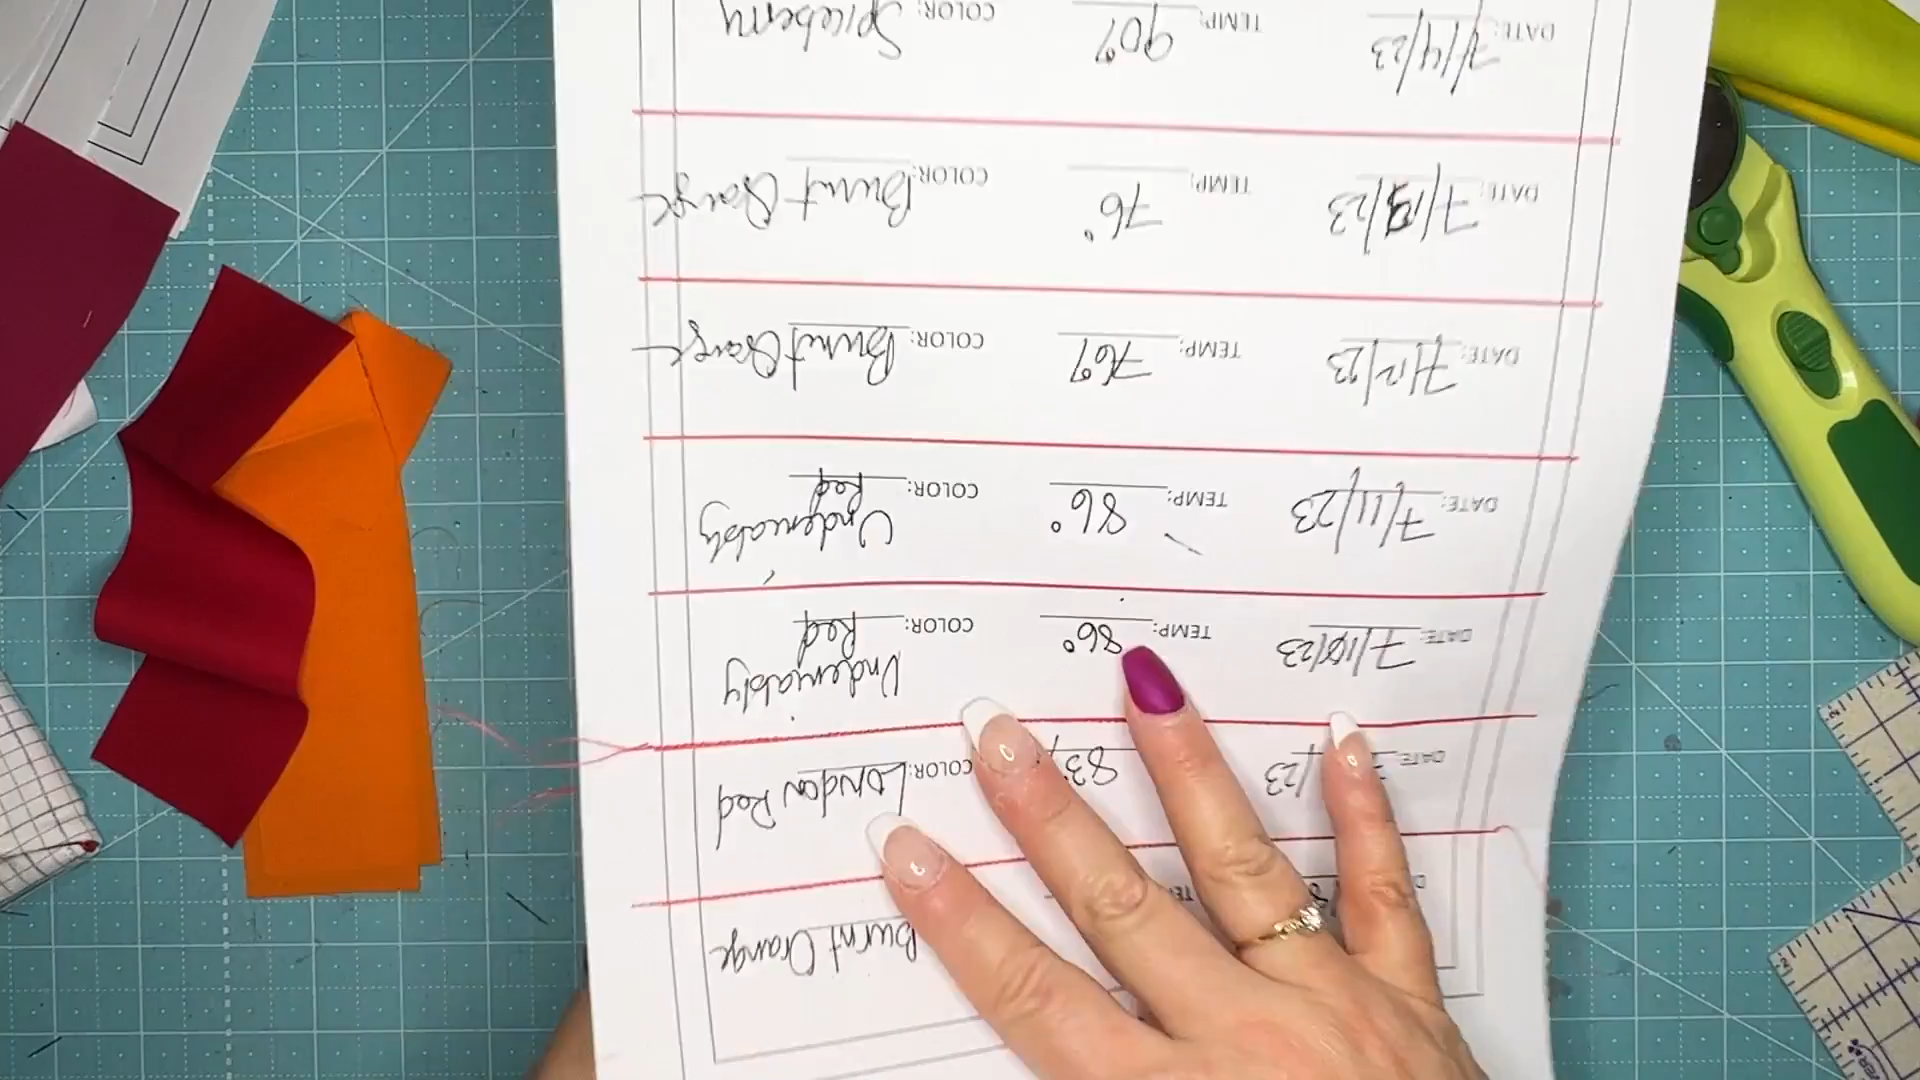 Burnt Orange
DATE: /23 83° COLOR: London Red
Undeniably
DATE: 7/10/23 TEMP: 86° COLOR: Red
Undeniably
DATE: 7/11/23 TEMP: 86° COLOR: Red
DATE: 7/12/23 TEMP: 76° COLOR: Burnt Orange
DATE: 7/13/23 TEMP: 76° COLOR: Burnt Orange
DATE: 7/14/23 TEMP: 90° COLOR: Spiceberry